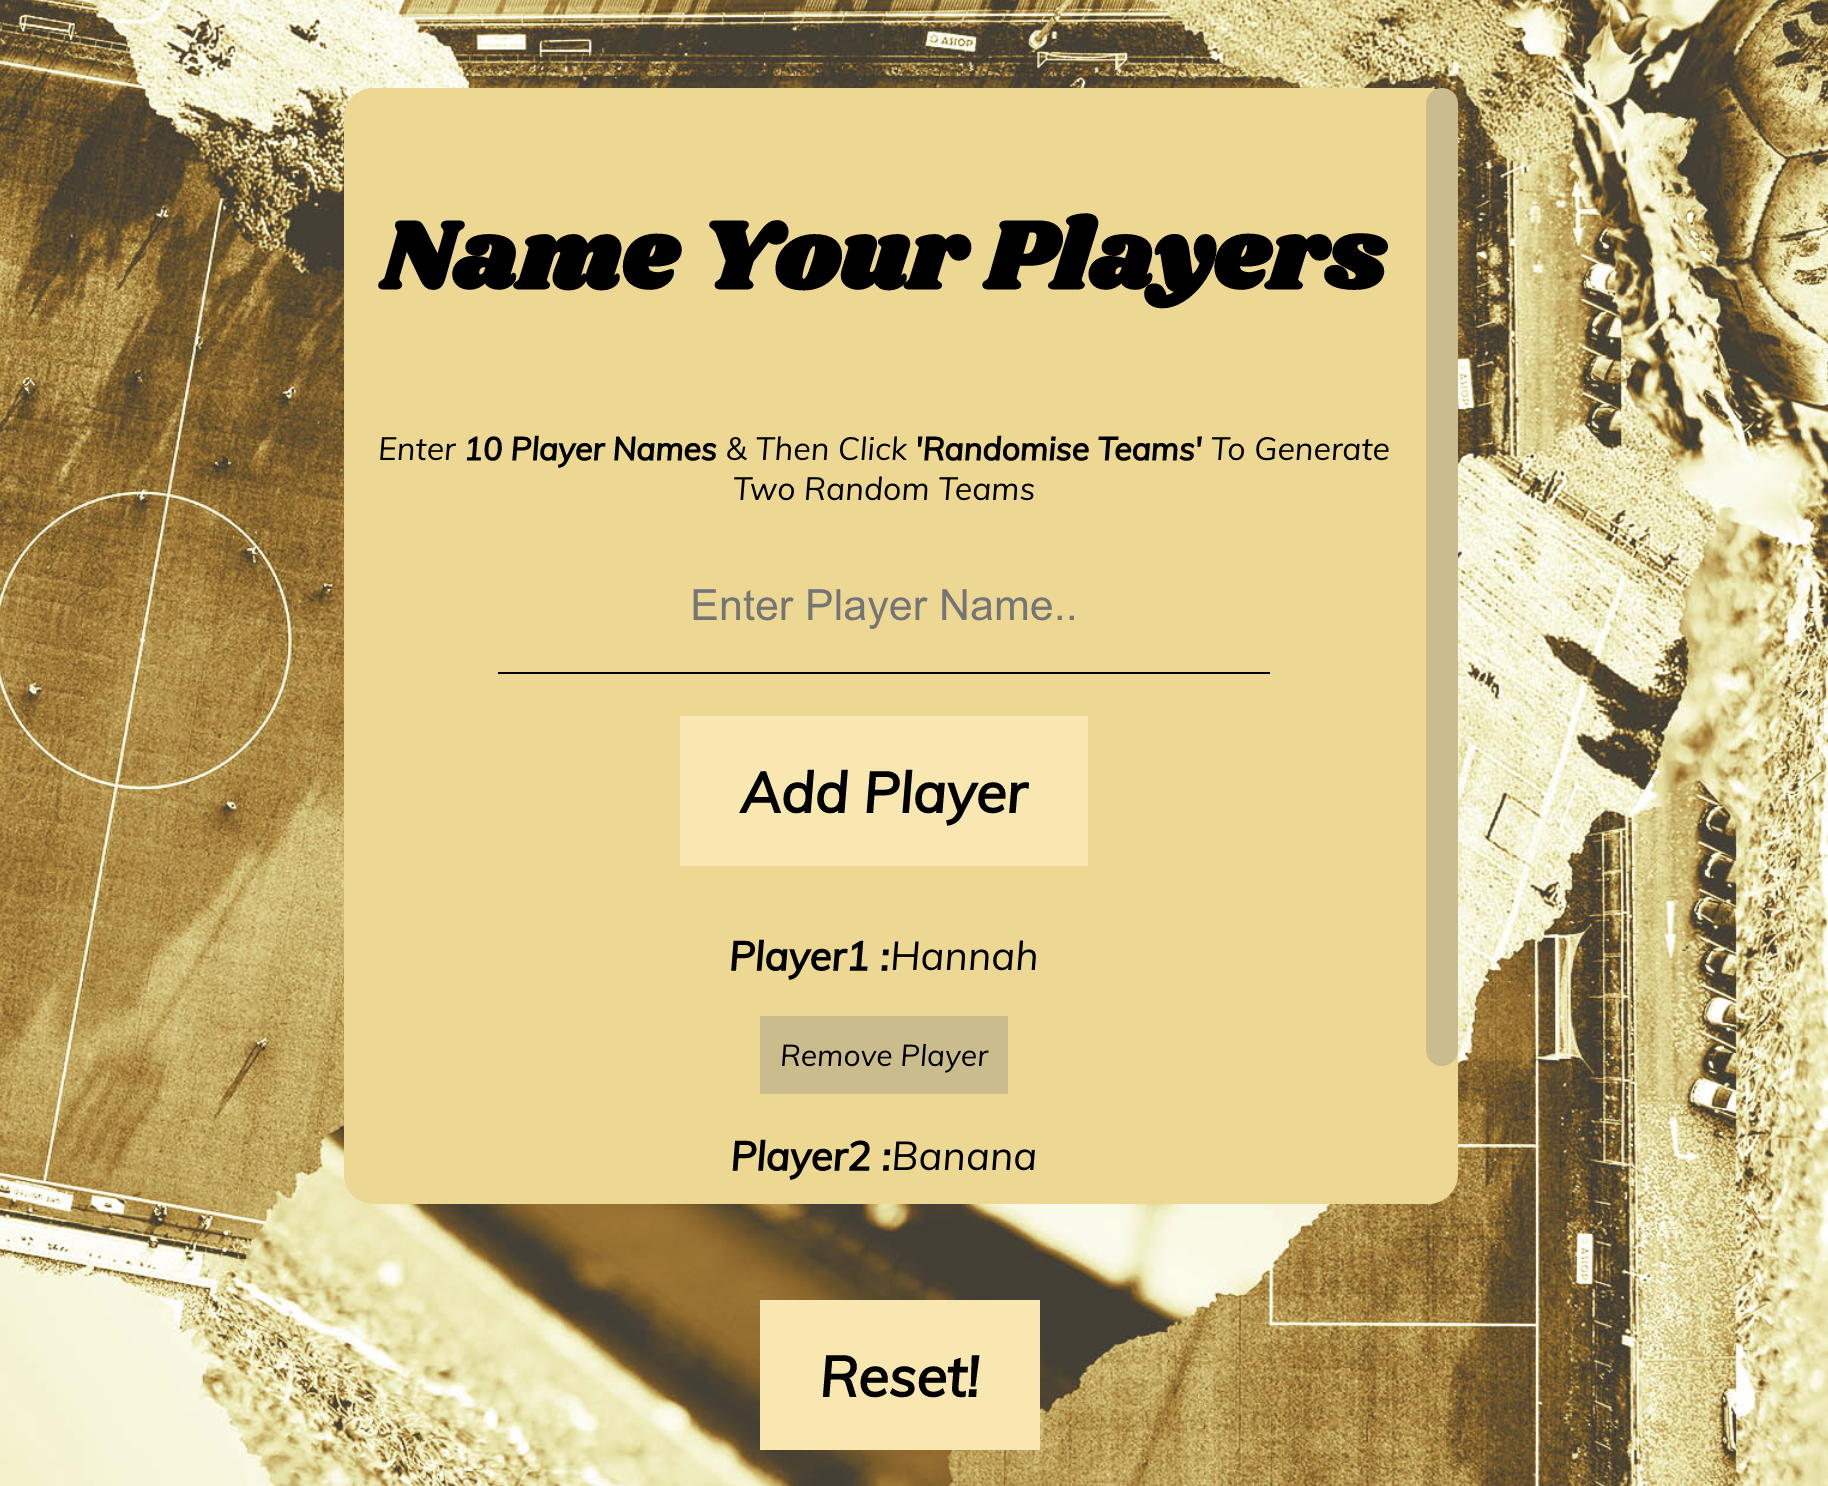 ASTOP
Name Your Players
Enter 10 Player Names & Then Click 'Randomise Teams' To Generate
Two Random Teams
Enter Player Name..
Add Player
Player1 :Hannah
Remove Player
Player2 :Banana
Reset!